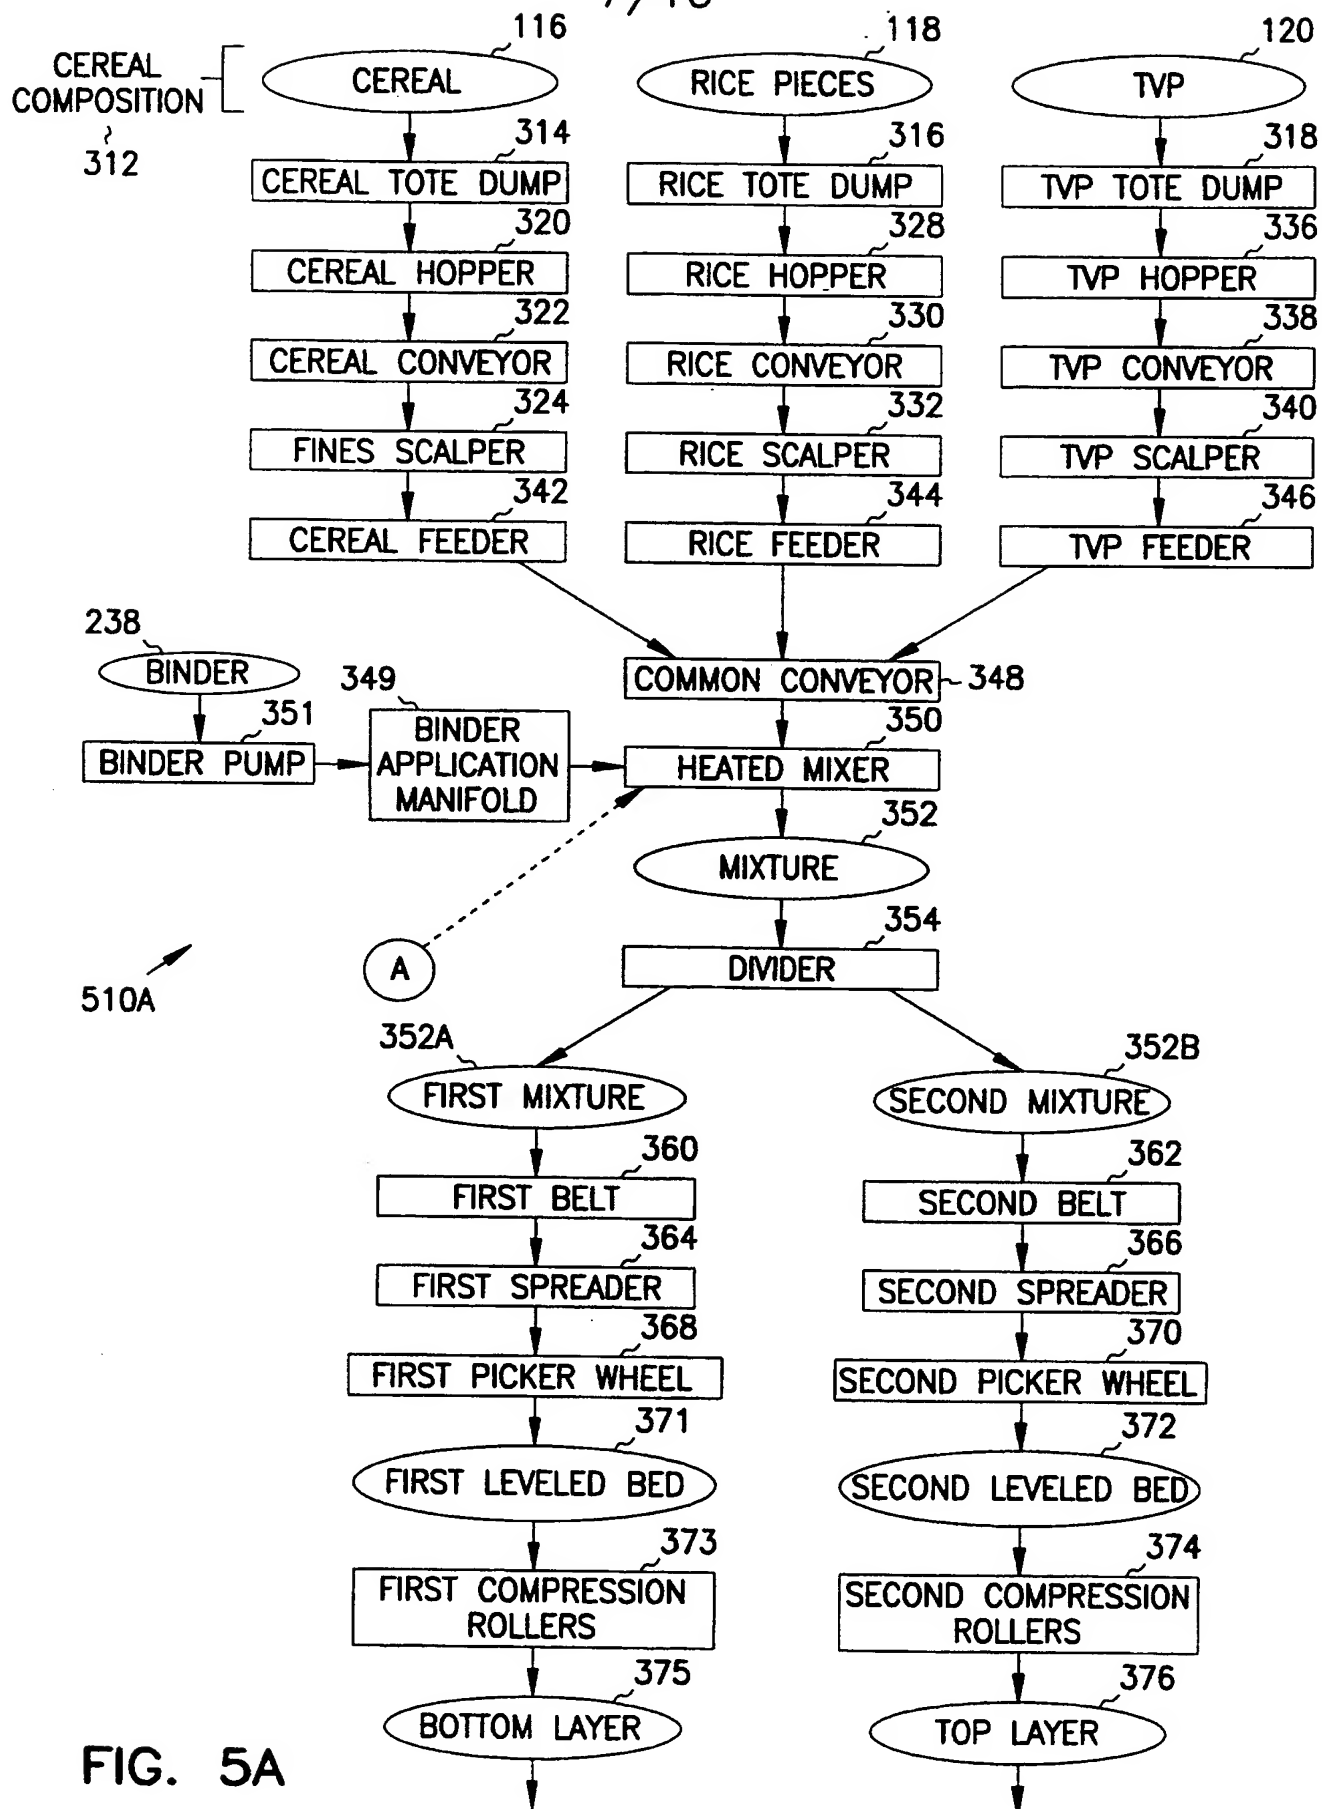 116
118
120
CEREAL
COMPOSITION
312
CEREAL
RICE PIECES
TVP
314
316
318
CEREAL TOTE DUMP
RICE TOTE DUMP
TVP TOTE DUMP
320
328
336
CEREAL HOPPER
RICE HOPPER
TVP HOPPER
322
330
338
CEREAL CONVEYOR
RICE CONVEYOR
TVP CONVEYOR
324
332
340
FINES SCALPER
RICE SCALPER
TVP SCALPER
342
344
346
CEREAL FEEDER
RICE FEEDER
TVP FEEDER
238
BINDER
COMMON CONVEYOR
348
349
351
350
BINDER PUMP
BINDER
APPLICATION
MANIFOLD
HEATED MIXER
352
MIXTURE
354
A
DIVIDER
510A
352A
352B
FIRST MIXTURE
SECOND MIXTURE
360
362
FIRST BELT
SECOND BELT
364
366
FIRST SPREADER
SECOND SPREADER
368
370
FIRST PICKER WHEEL
SECOND PICKER WHEEL
371
372
FIRST LEVELED BED
SECOND LEVELED BED
373
374
FIRST COMPRESSION
ROLLERS
SECOND COMPRESSION
ROLLERS
375
376
BOTTOM LAYER
TOP LAYER
FIG. 5A